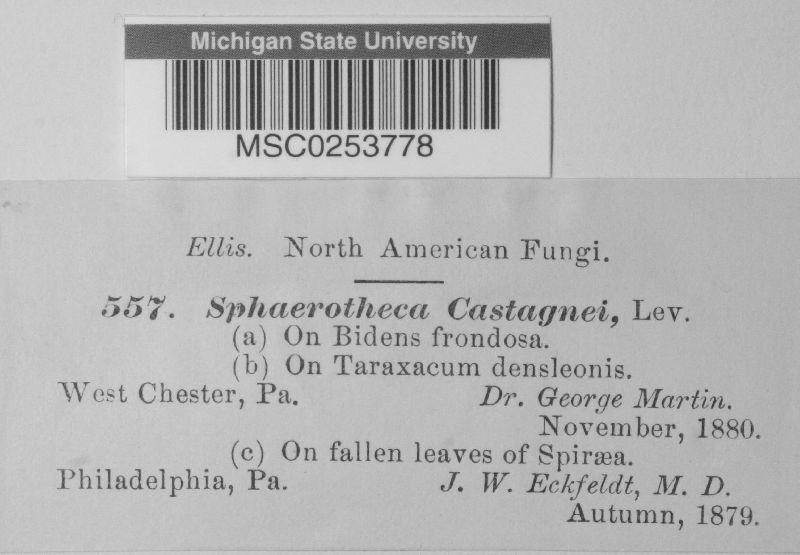 Michigan State University
MSC0253778
Ellis. North American Fungi.
557. Sphaerotheca Castagnei, Lev.
(a) On Bidens frondosa.
(b) On Taraxacum densleonis.
West Chester, Pa. Dr. George Martin.
November, 1880.
(c) On fallen leaves of Spiræa.
Philadelphia, Pa. J. W. Eckfeldt, M. D.
Autumn, 1879.